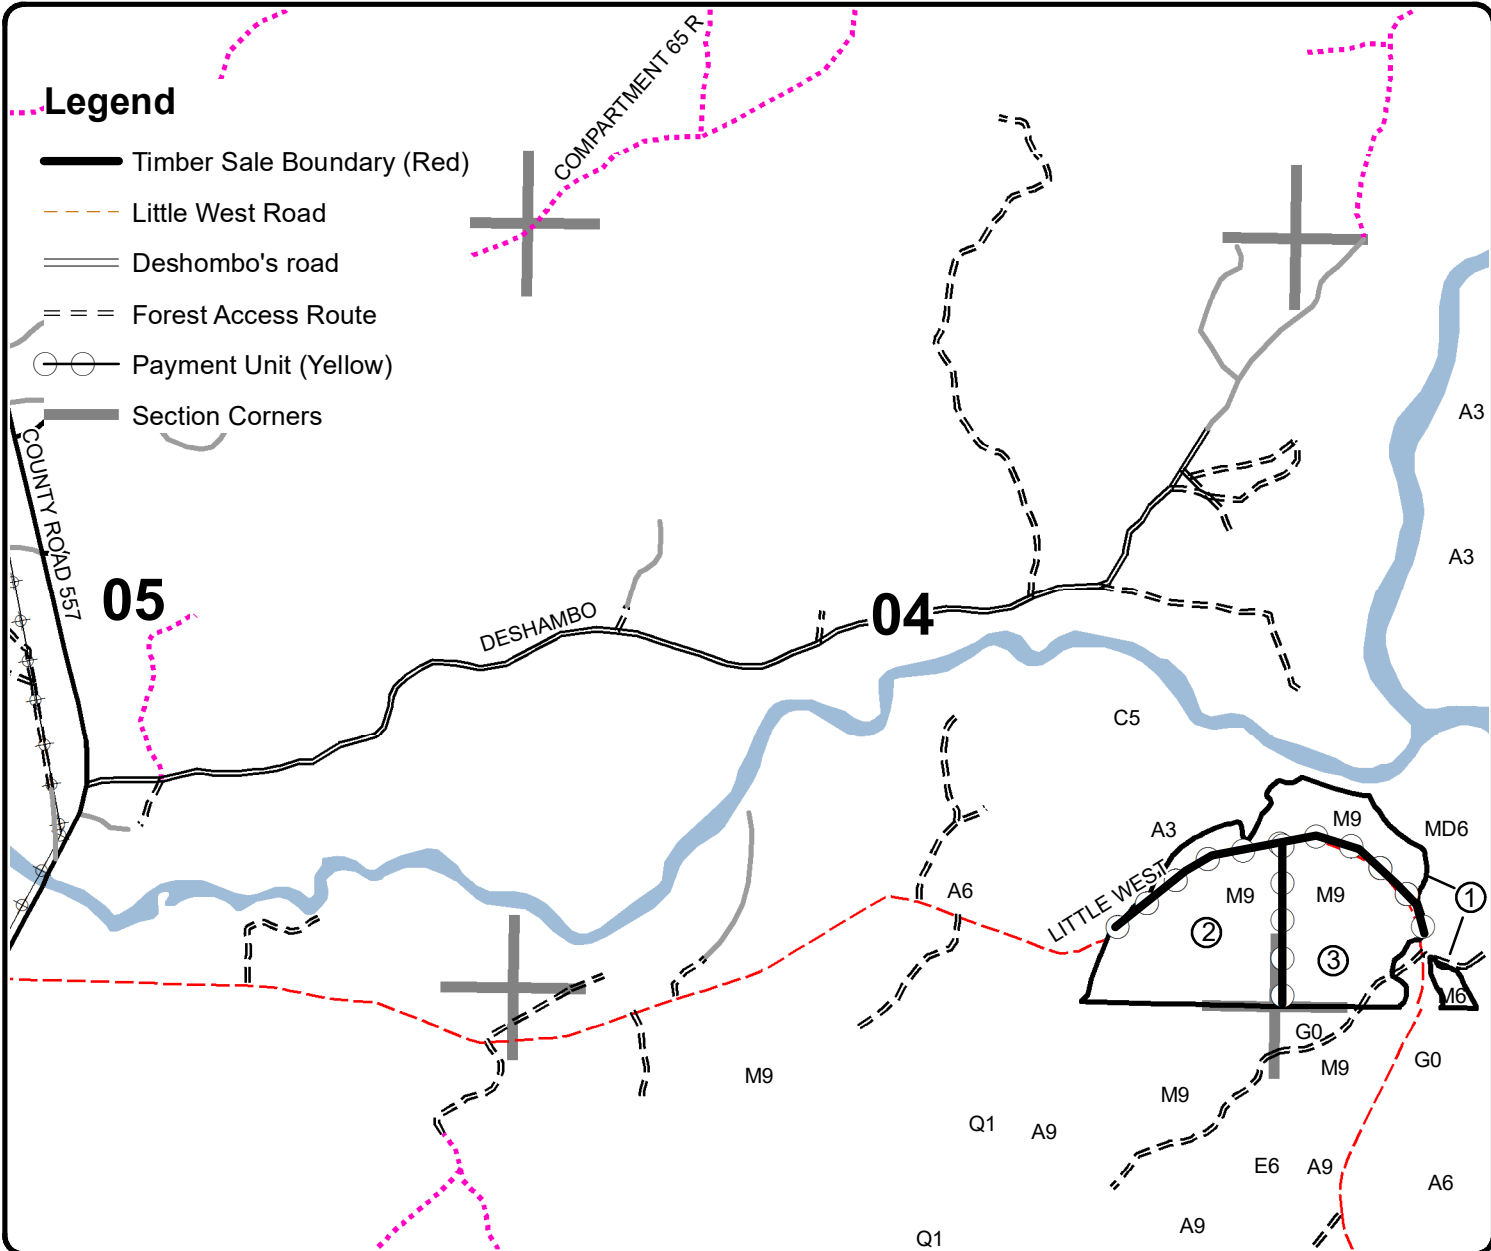 COMPARTMENT 65 R
Legend
Timber Sale Boundary (Red)
Little West Road
Deshombo's road
Forest Access Route
Payment Unit (Yellow)
Section Corners
A3
COUNTY ROAD 557
A3
05
DESHAMBO
04
C5
A3
M9
MD6
A6
LITTLE WEST
M9
M9
1
2
3
M6
G0
G0
M9
M9
M9
Q1
A9
E6
A9
A6
A9
Q1